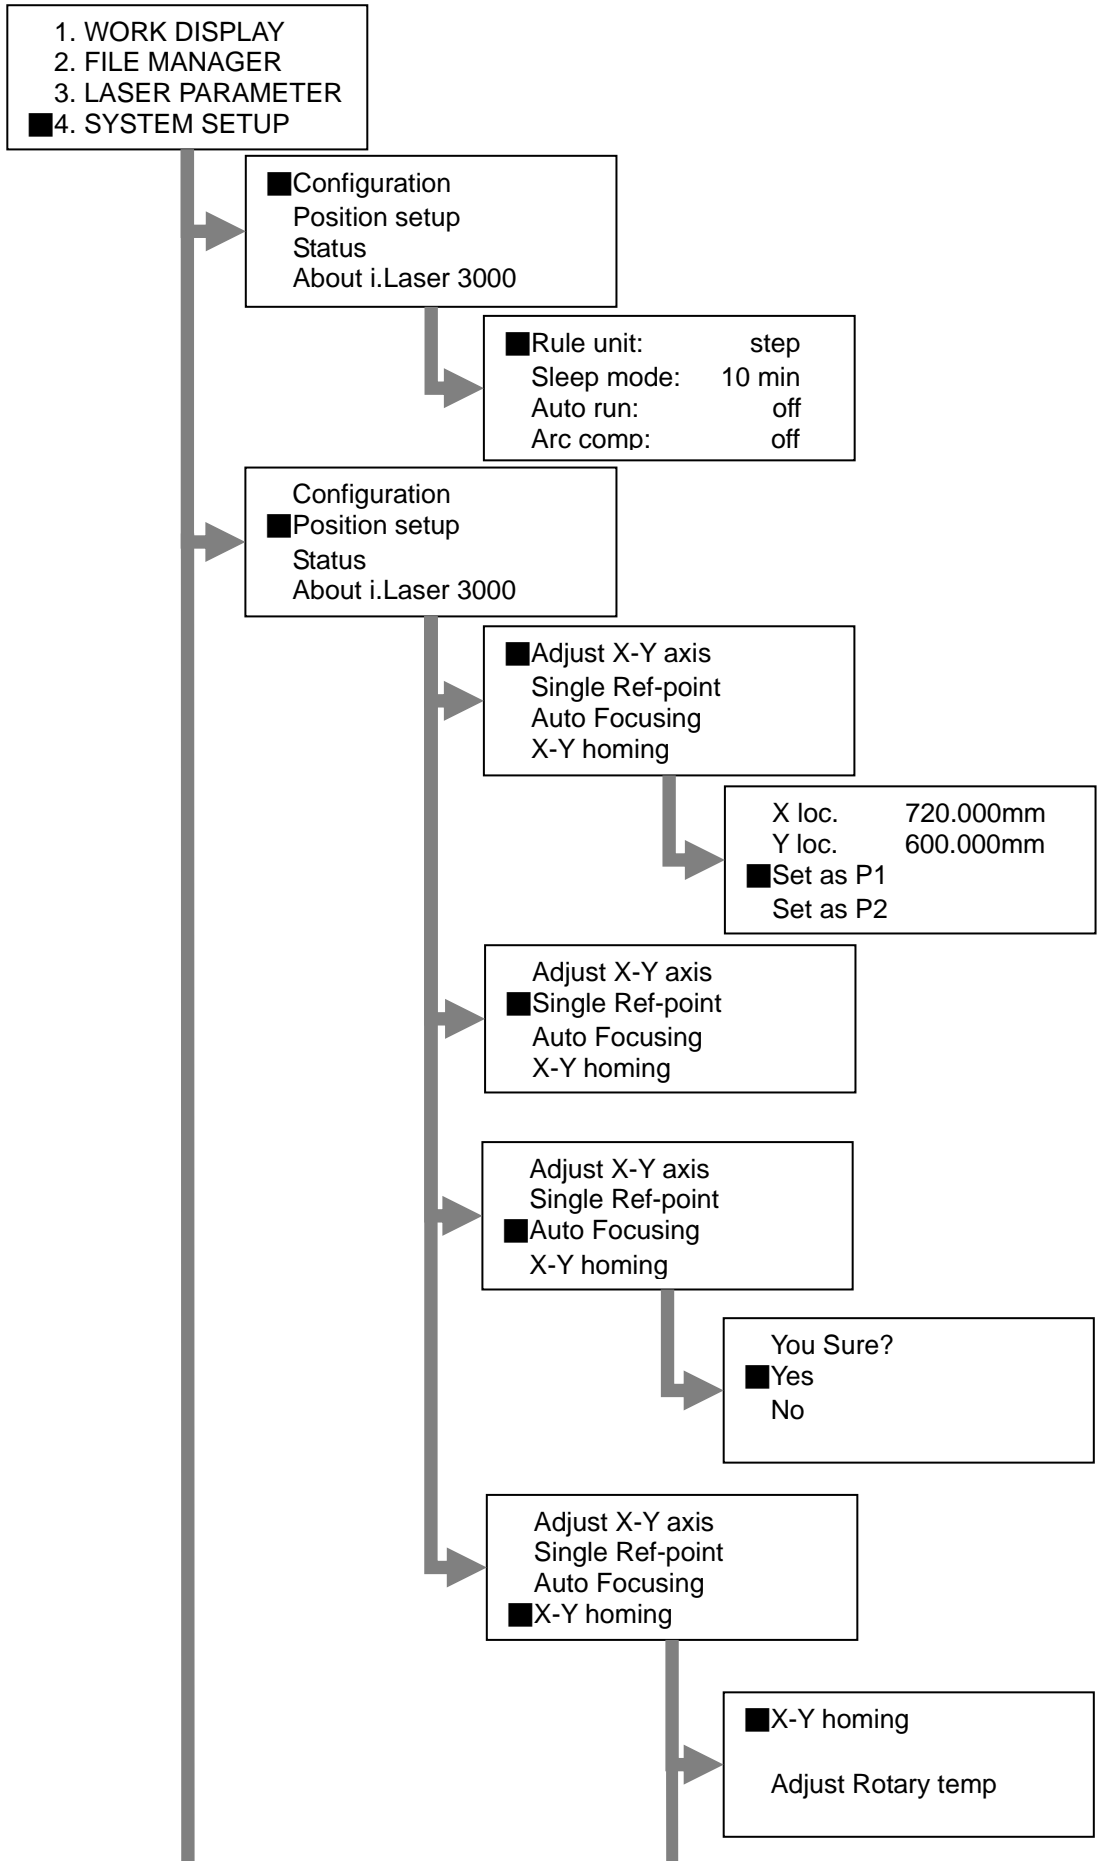 1. WORK DISPLAY
2. FILE MANAGER
3. LASER PARAMETER
4. SYSTEM SETUP
Configuration
Position setup
Status
About i.Laser 3000
Rule unit: step
Sleep mode: 10 min
Auto run: off
Arc comp: off
Configuration
Position setup
Status
About i.Laser 3000
Adjust X-Y axis
Single Ref-point
Auto Focusing
X-Y homing
X loc. 720.000mm
Y loc. 600.000mm
Set as P1
Set as P2
Adjust X-Y axis
Single Ref-point
Auto Focusing
X-Y homing
Adjust X-Y axis
Single Ref-point
Auto Focusing
X-Y homing
You Sure?
Yes
No
Adjust X-Y axis
Single Ref-point
Auto Focusing
X-Y homing
X-Y homing
Adjust Rotary temp